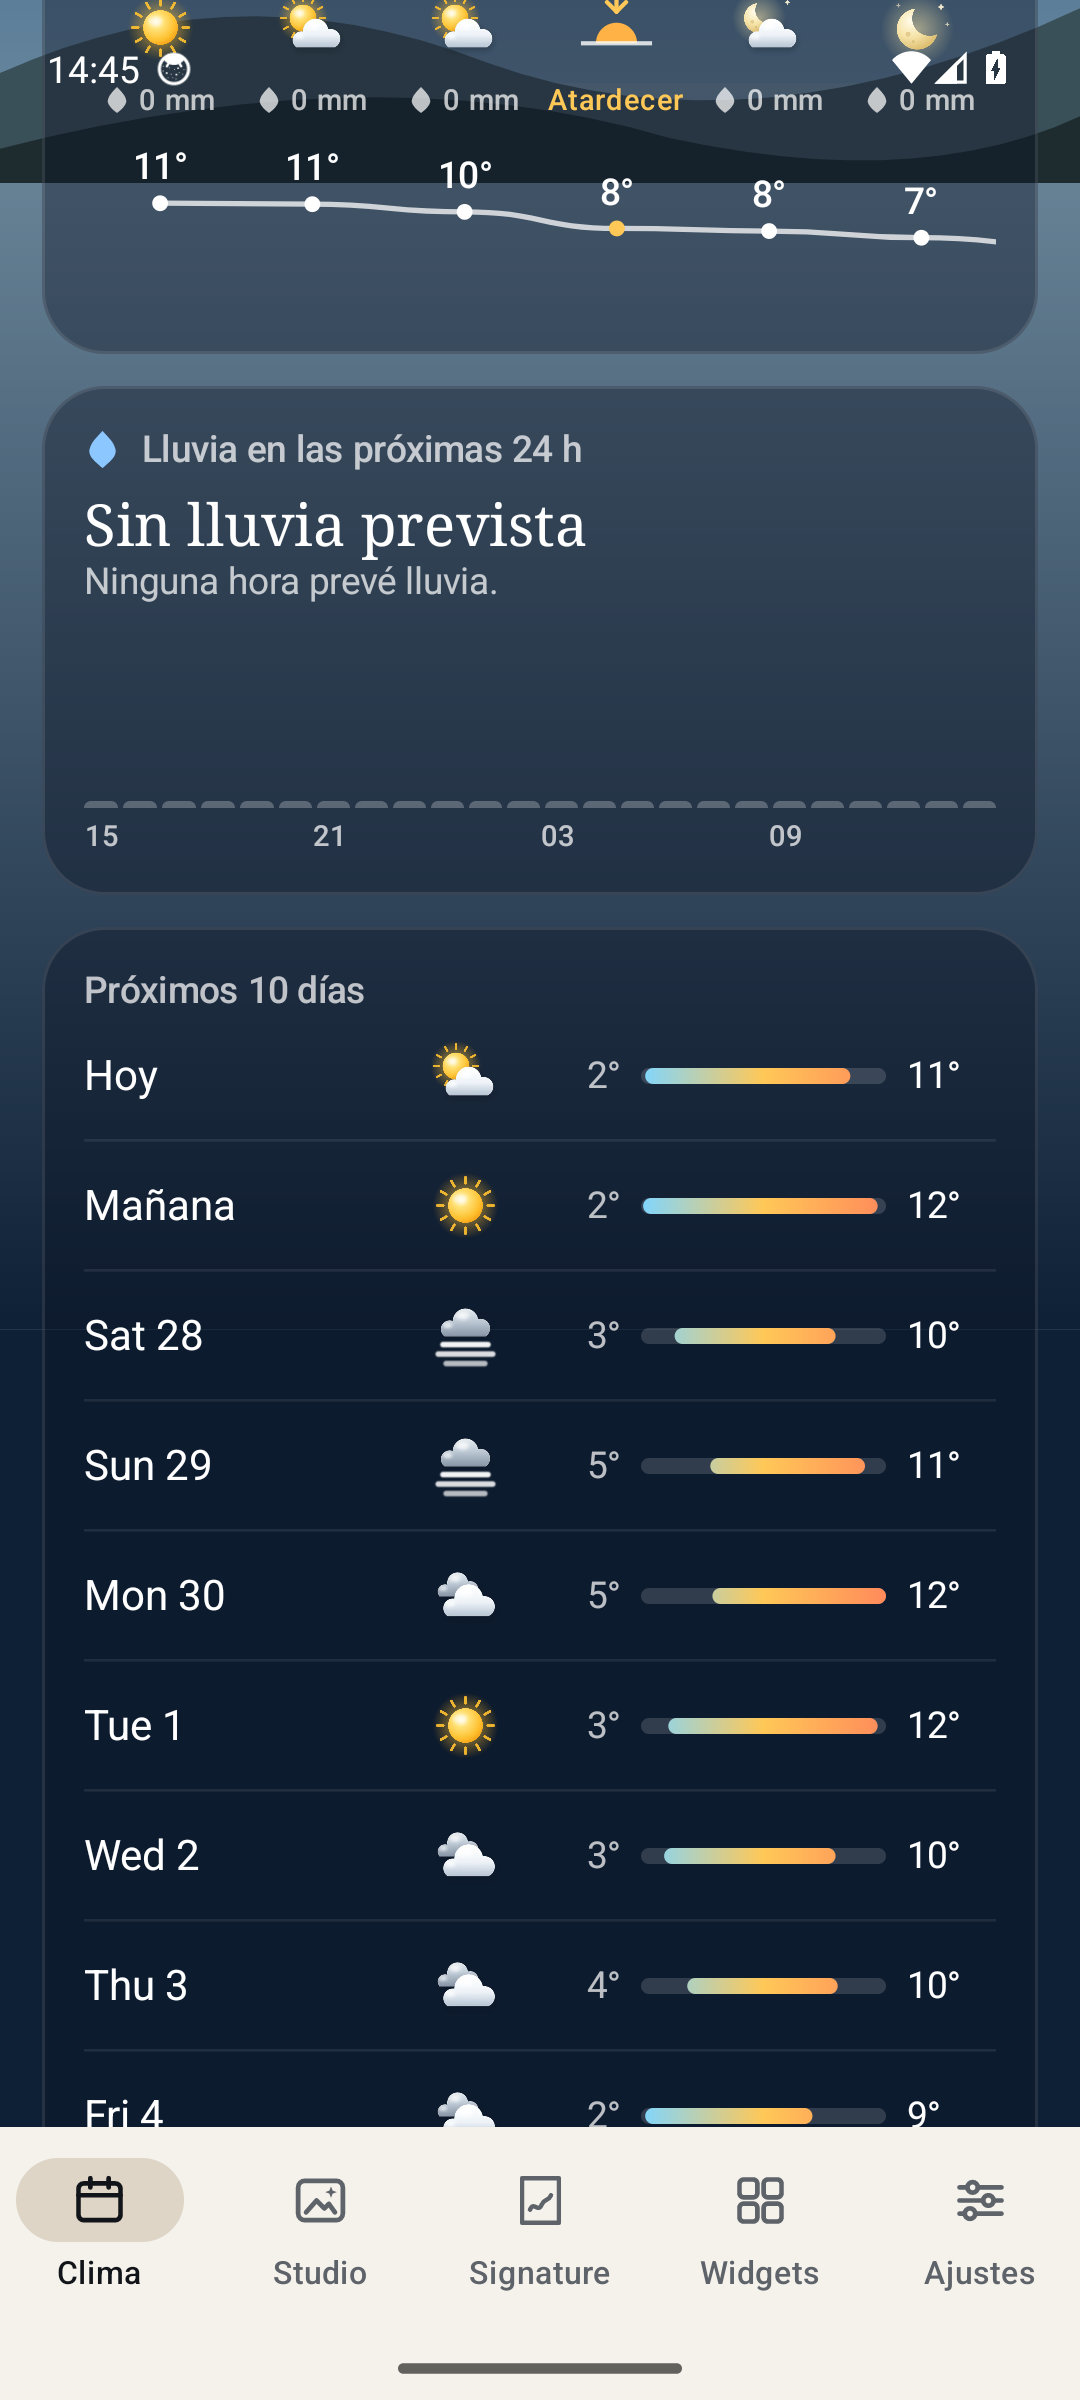 14:45
0 mm 0 mm 0 mm Atardecer 0 mm 0 mm
11° 11° 10° 8° 8° 7°
Lluvia en las próximas 24 h
Sin lluvia prevista
Ninguna hora prevé lluvia.
15 21 03 09
Próximos 10 días
Hoy 2° 11°
Mañana 2° 12°
Sat 28 3° 10°
Sun 29 5° 11°
Mon 30 5° 12°
Tue 1 3° 12°
Wed 2 3° 10°
Thu 3 4° 10°
Fri 4 2° 9°
Clima Studio Signature Widgets Ajustes